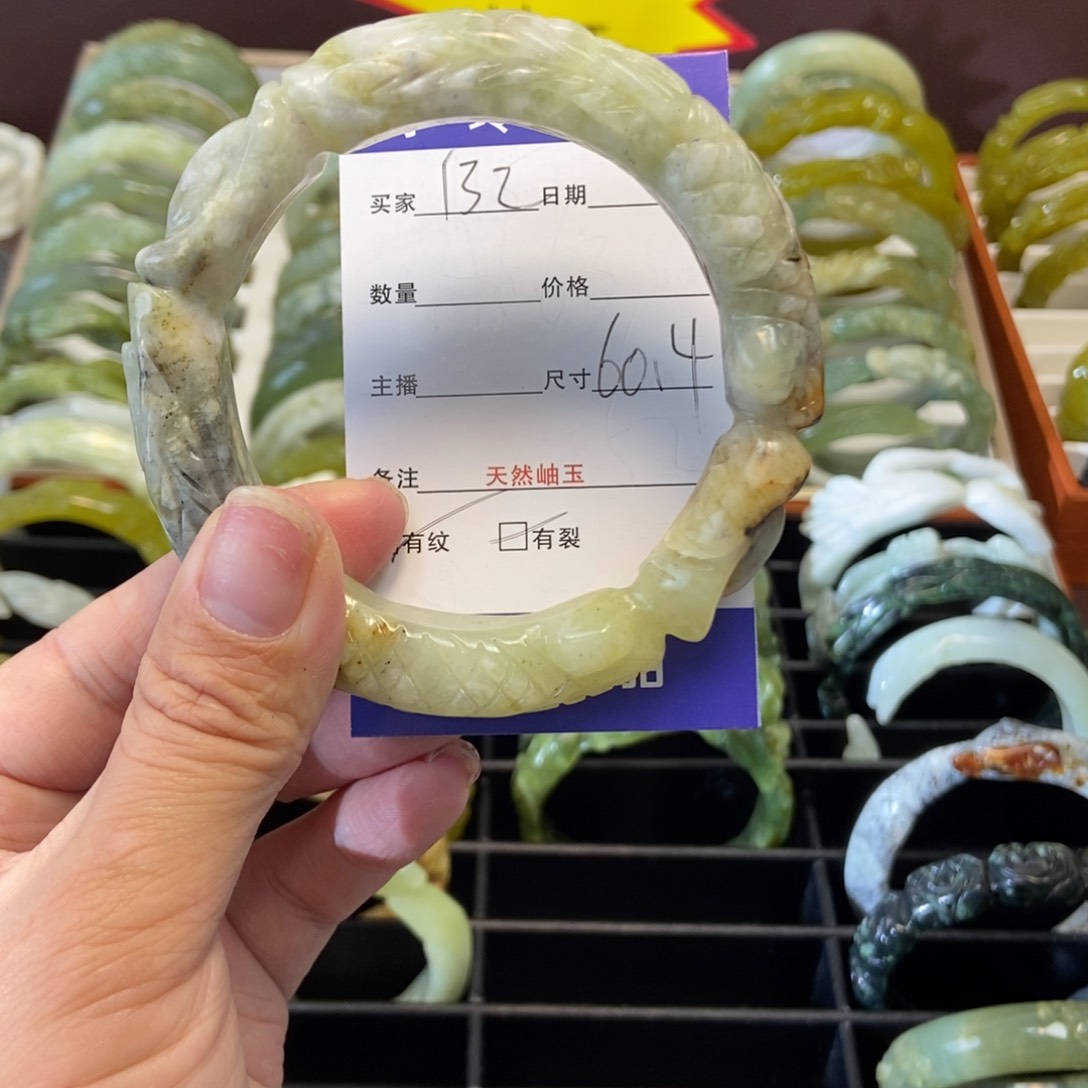 买家 132 日期
数量 价格
主播 尺寸 60.4
备注 天然岫玉
有纹 □有裂